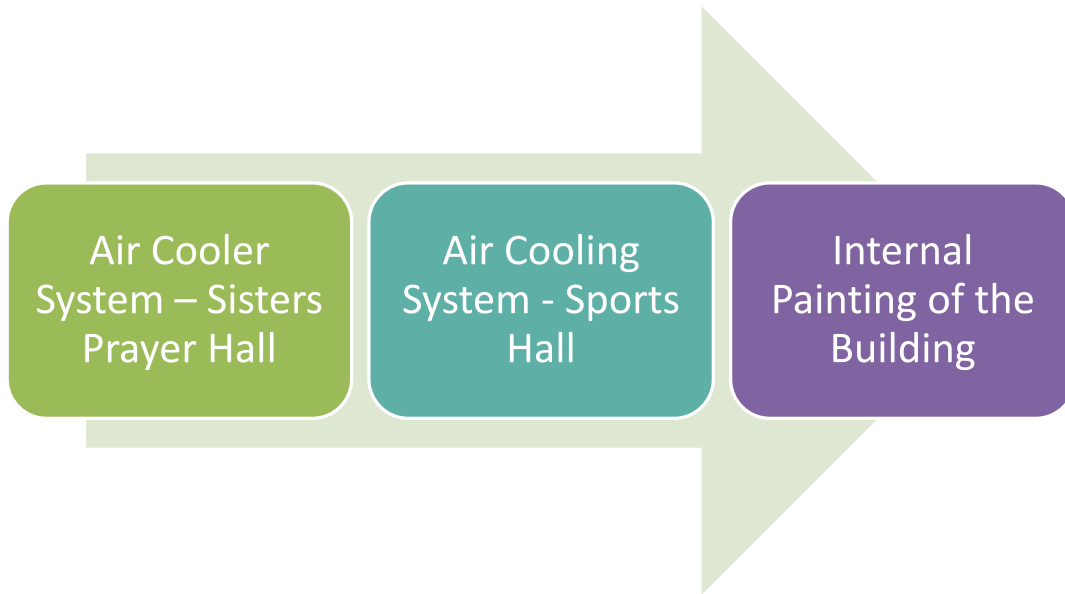 Air Cooler
System – Sisters
Prayer Hall
Air Cooling
System - Sports
Hall
Internal
Painting of the
Building